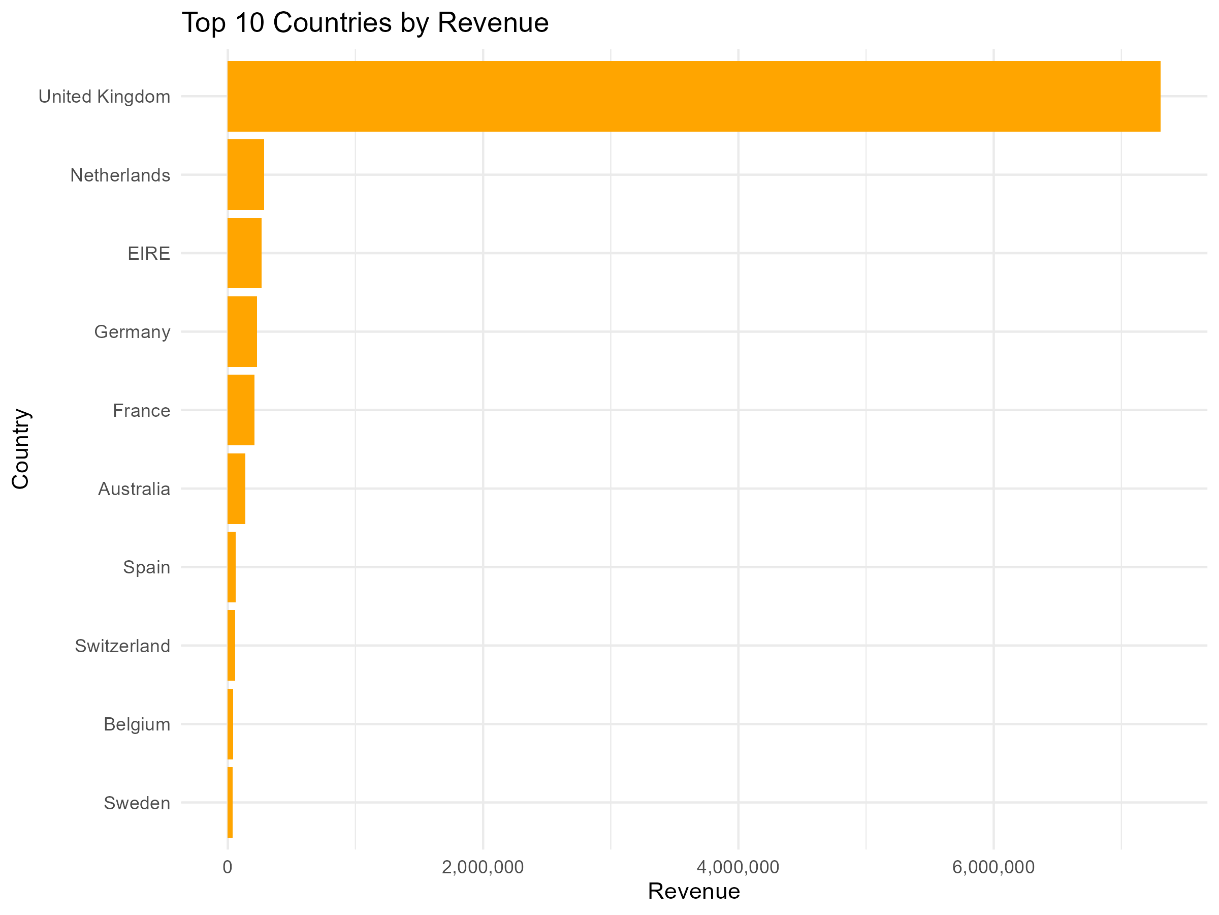 Top 10 Countries by Revenue
United Kingdom
Netherlands
EIRE
Germany
France
Australia
Spain
Switzerland
Belgium
Sweden
Country
0 2,000,000 4,000,000 6,000,000
Revenue